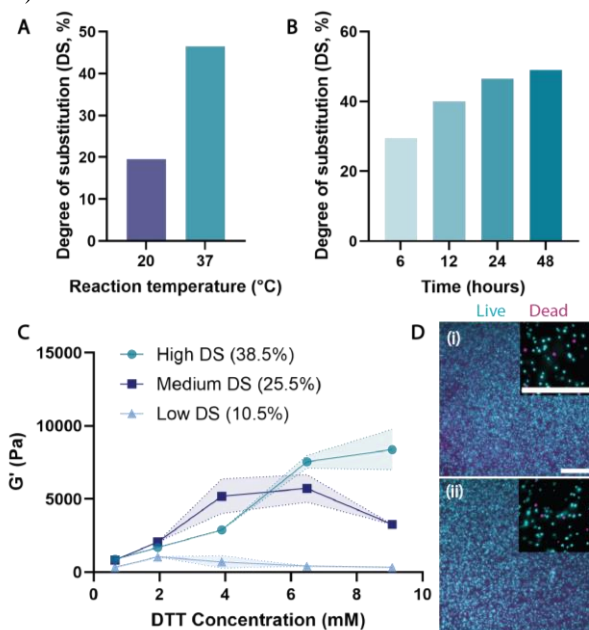 A
Degree of substitution (DS, %)
50
40
30
20
10
0
20
37
Reaction temperature (°C)
B
Degree of substitution (DS, %)
60
40
20
0
6
12
24
48
Time (hours)
C
G' (Pa)
15000
10000
5000
0
High DS (38.5%)
Medium DS (25.5%)
Low DS (10.5%)
0
2
4
6
8
10
DTT Concentration (mM)
D
Live
Dead
(i)
(ii)